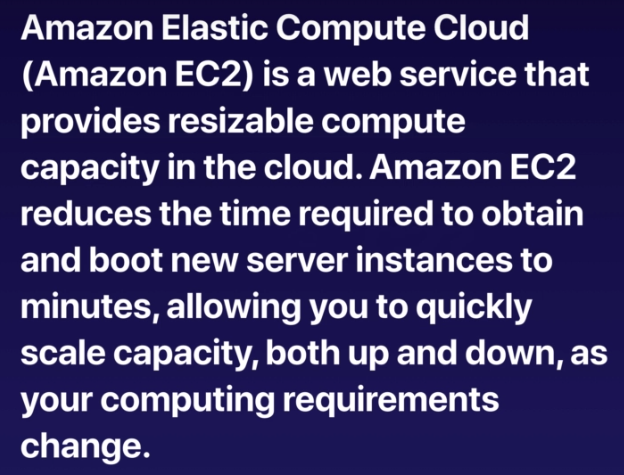 Amazon Elastic Compute Cloud
(Amazon EC2) is a web service that
provides resizable compute
capacity in the cloud. Amazon EC2
reduces the time required to obtain
and boot new server instances to
minutes, allowing you to quickly
scale capacity, both up and down, as
your computing requirements
change.